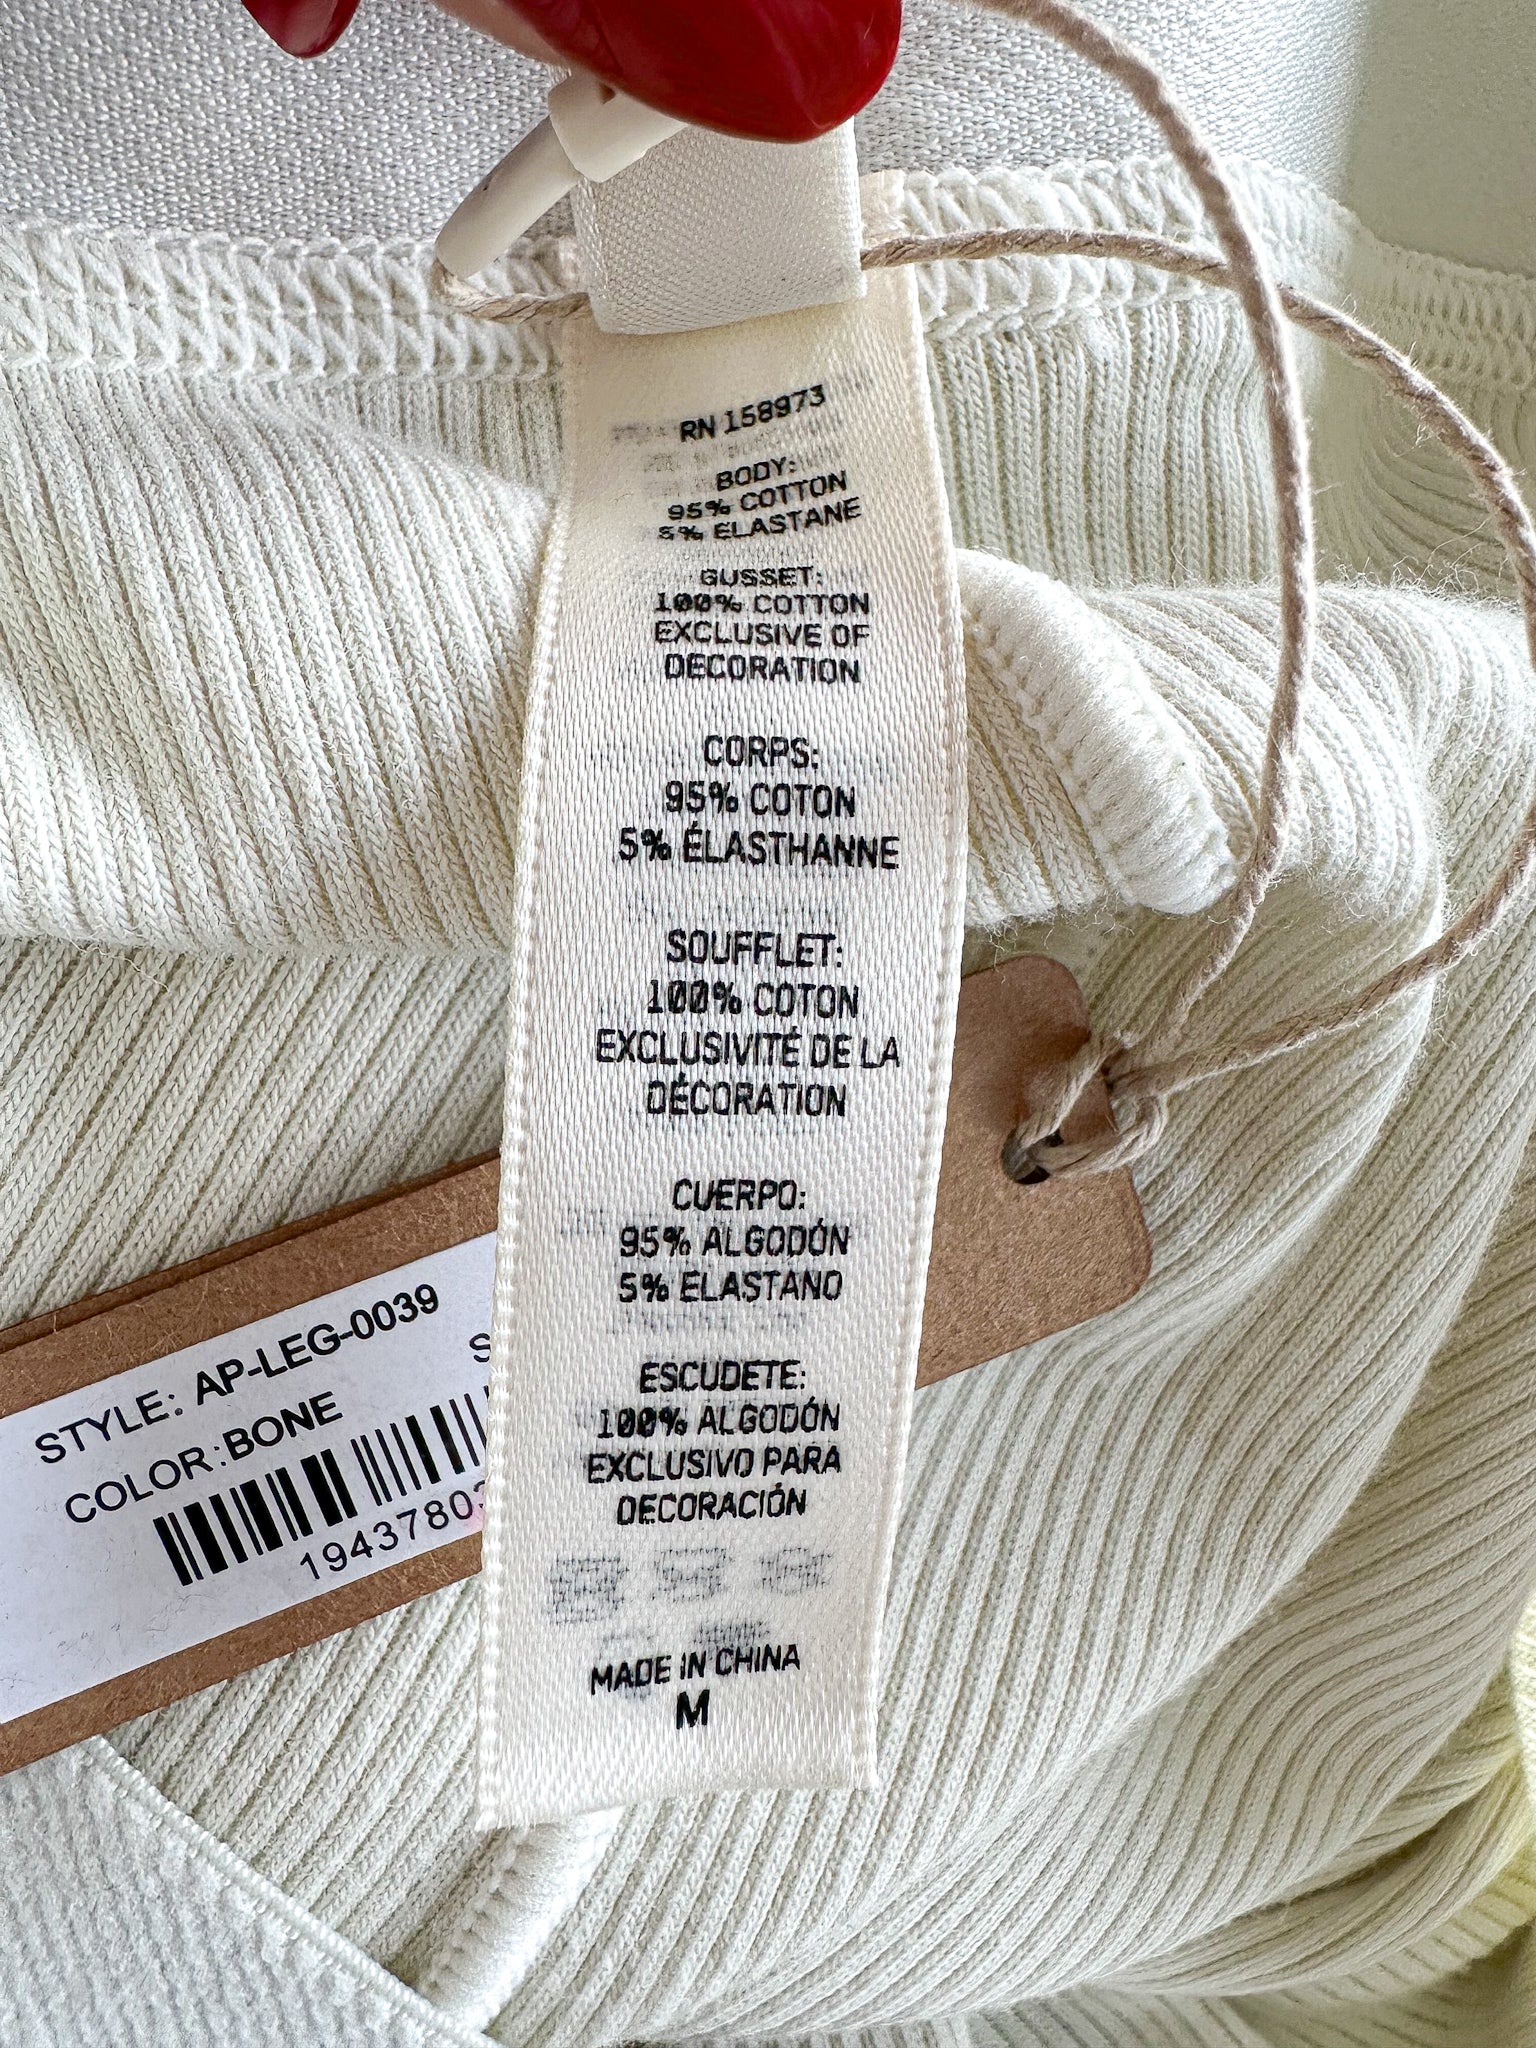 RN 158973
BODY:
95% COTTON
5% ELASTANE
GUSSET:
100% COTTON
EXCLUSIVE OF
DECORATION
CORPS:
95% COTON
5% ÉLASTHANNE
SOUFFLET:
100% COTON
EXCLUSIVITÉ DE LA
DÉCORATION
CUERPO:
95% ALGODÓN
5% ELASTANO
ESCUDETE:
100% ALGODÓN
EXCLUSIVO PARA
DECORACIÓN
MADE IN CHINA
M
STYLE: AP-LEG-0039
COLOR:BONE
S
1943780